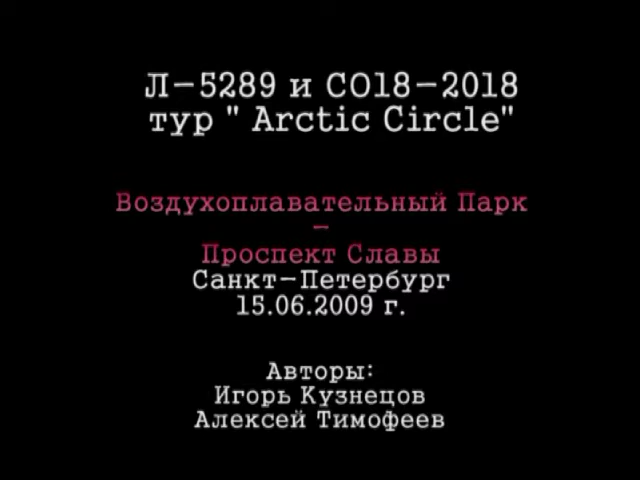 Л-5289 и СО18-2018
тур " Arctic Circle"
Воздухоплавательный Парк
-
Проспект Славы
Санкт-Петербург
15.06.2009 г.
Авторы:
Игорь Кузнецов
Алексей Тимофеев